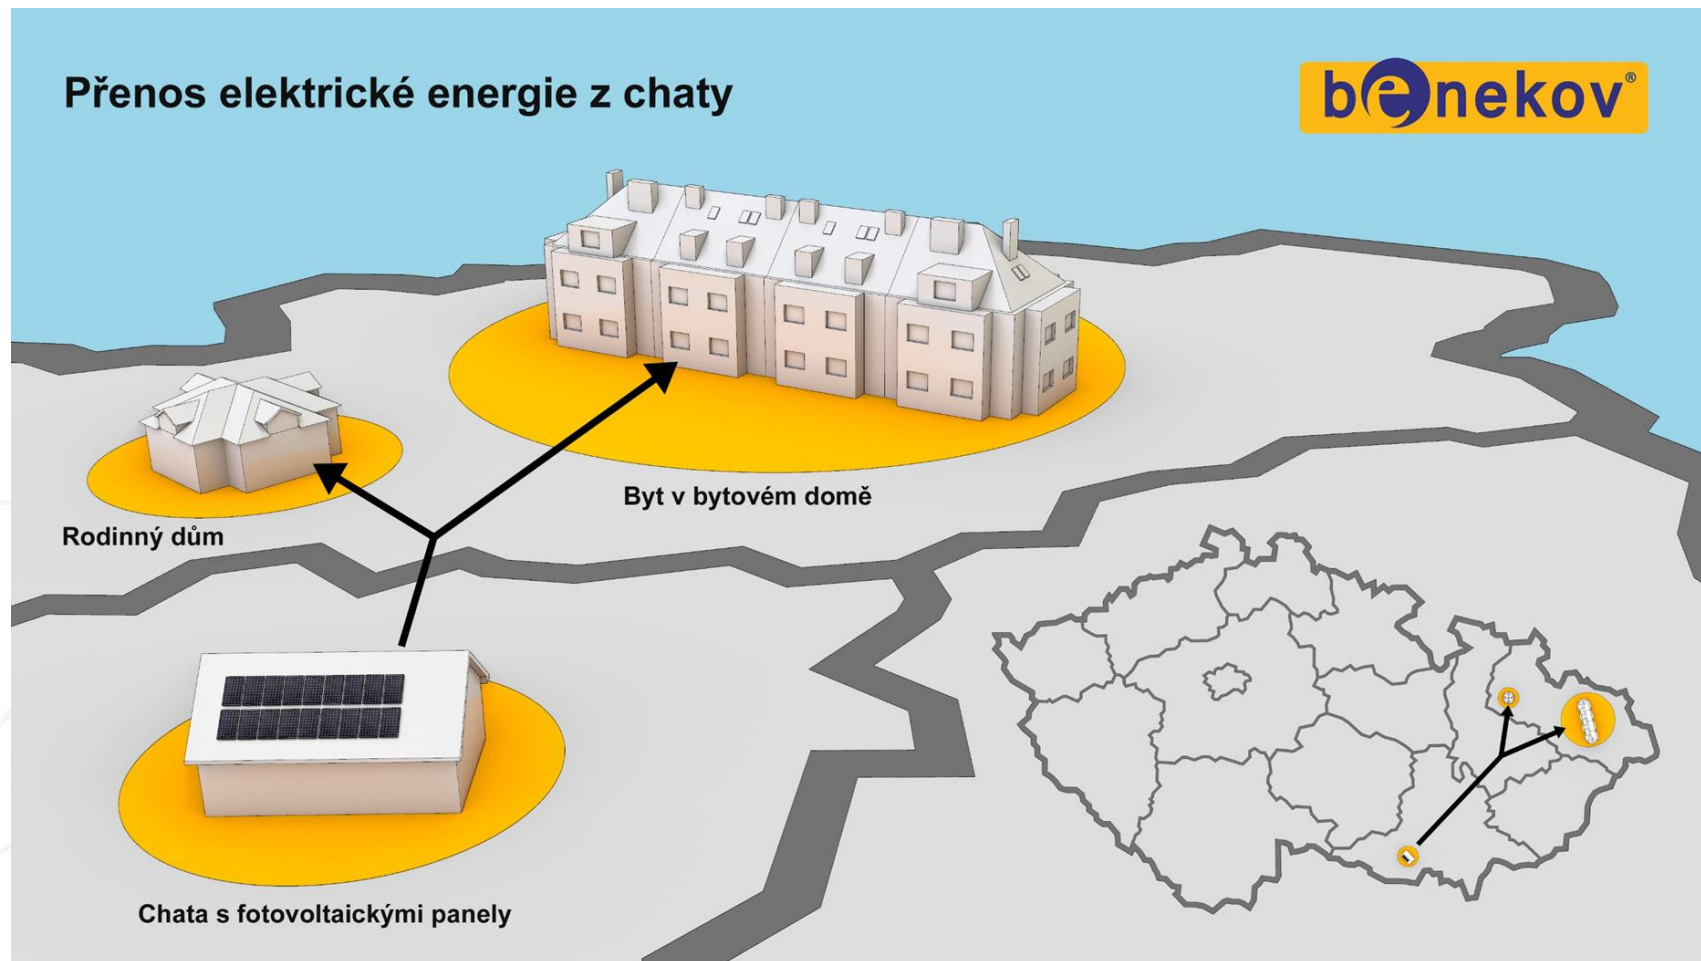 Přenos elektrické energie z chaty
benekov®
Byt v bytovém domě
Rodinný dům
Chata s fotovoltaickými panely